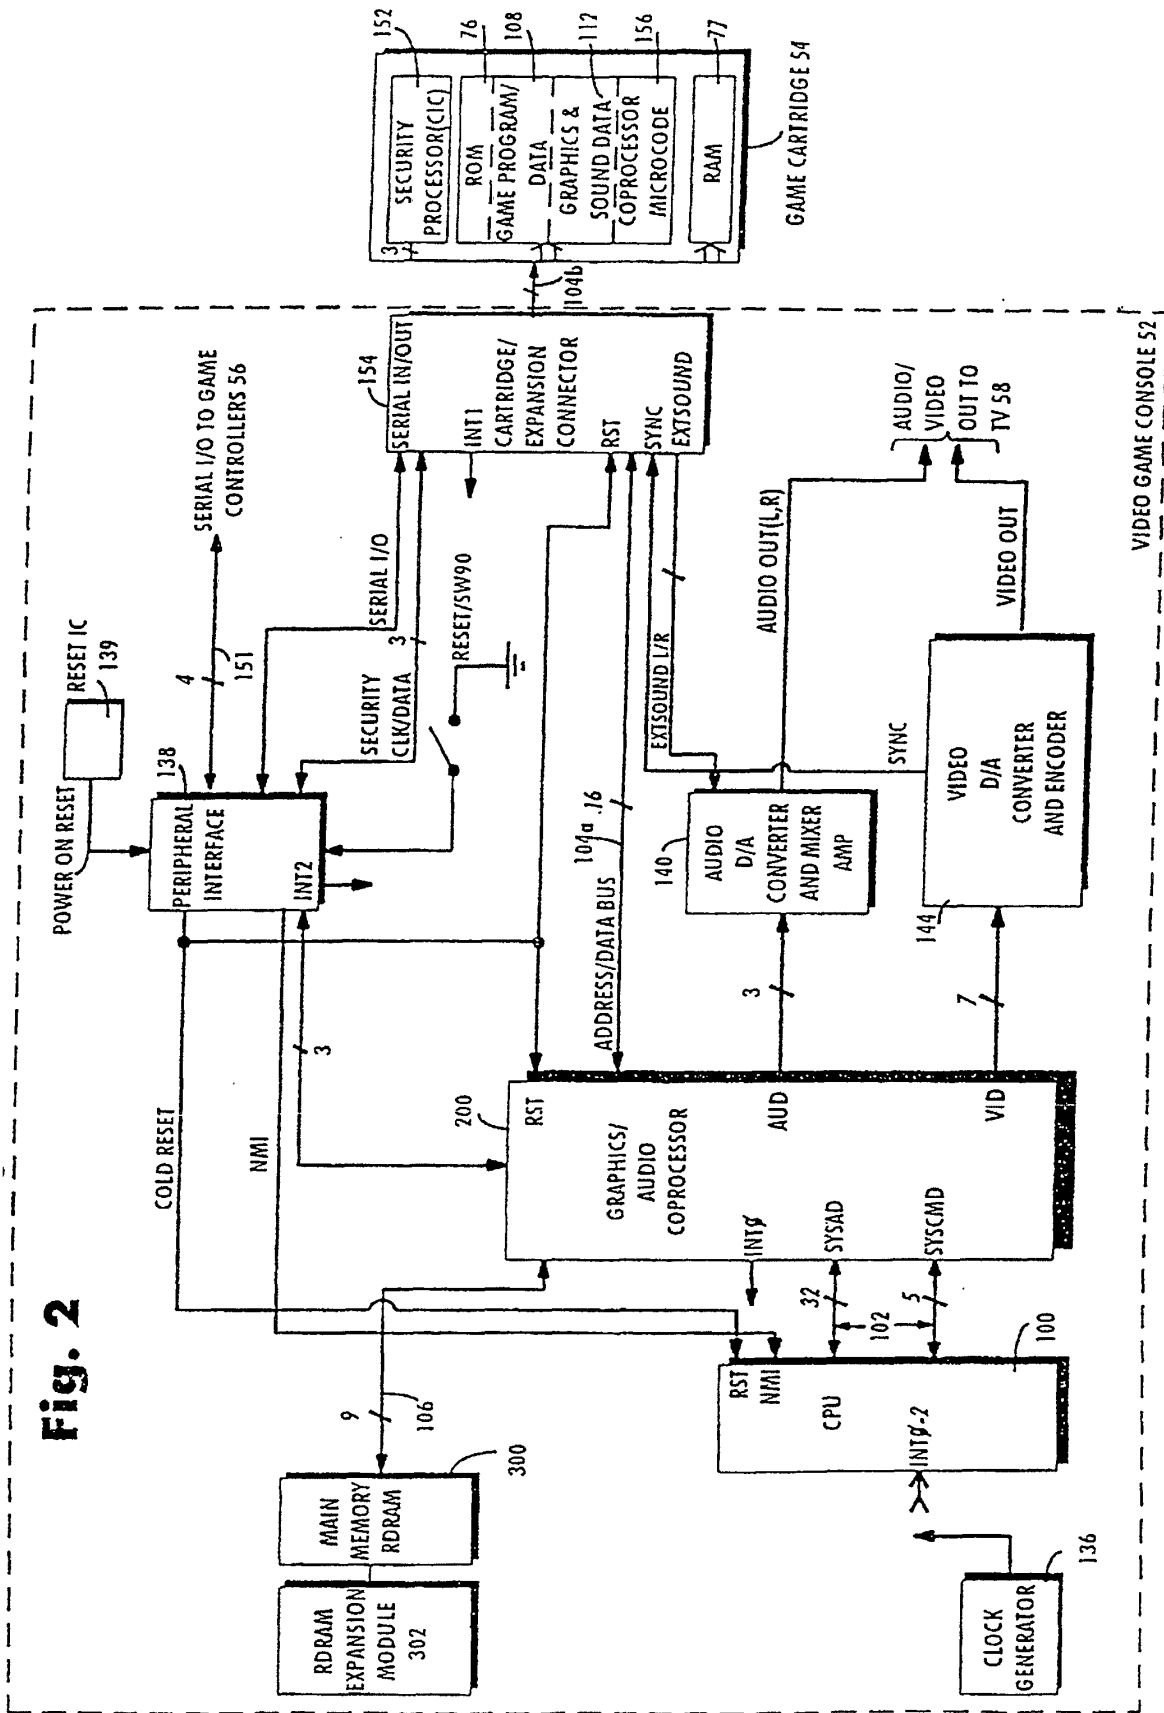 Fig. 2
152
76
108
112
156
77
SECURITY
PROCESSOR(CIC)
ROM
GAME PROGRAM/
DATA
GRAPHICS &
SOUND DATA
COPROCESSOR
MICROCODE
RAM
3
GAME CARTRIDGE 54
104b
VIDEO GAME CONSOLE 52
154
SERIAL IN/OUT
INT1
CARTRIDGE/
EXPANSION
CONNECTOR
RST
SYNC
EXTSOUND
SERIAL I/O TO GAME
CONTROLLERS 56
4
151
RESET IC
139
POWER ON RESET
138
PERIPHERAL
INTERFACE
INT2
SERIAL I/O
3
SECURITY
CLK/DATA
RESET/SW90
AUDIO/
VIDEO
OUT TO
TV 58
AUDIO OUT(L,R)
VIDEO OUT
EXTSOUND L/R
SYNC
104a
16
ADDRESS/DATA BUS
140
AUDIO
D/A
CONVERTER
AND MIXER
AMP
144
VIDEO
D/A
CONVERTER
AND ENCODER
3
7
3
COLD RESET
NMI
200
RST
GRAPHICS/
AUDIO
COPROCESSOR
AUD
VID
INTØ
SYSAD
SYSCMD
32
5
102
100
RST
NMI
CPU
INTØ-2
9
106
300
MAIN
MEMORY
RDRAM
RDRAM
EXPANSION
MODULE
302
CLOCK
GENERATOR
136